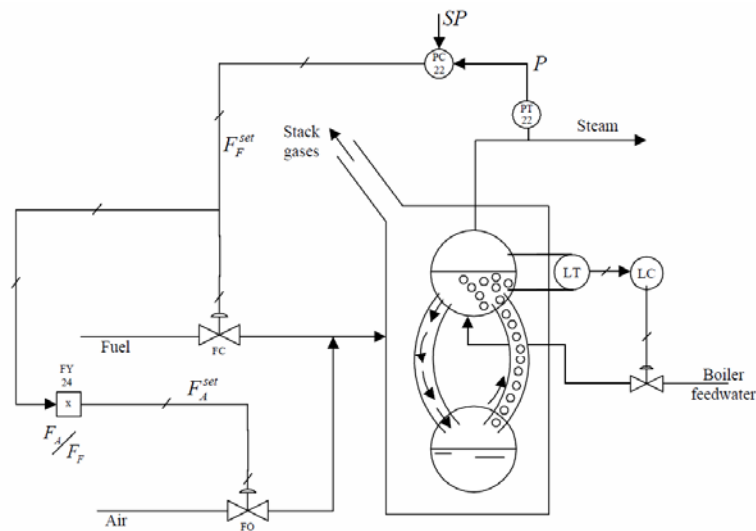 SP
PC
22
P
PT
22
Steam
Stack
gases
F_F^set
LT
LC
Fuel
FC
Boiler
feedwater
FY
24
x
F_A^set
F_A/F_F
Air
FO